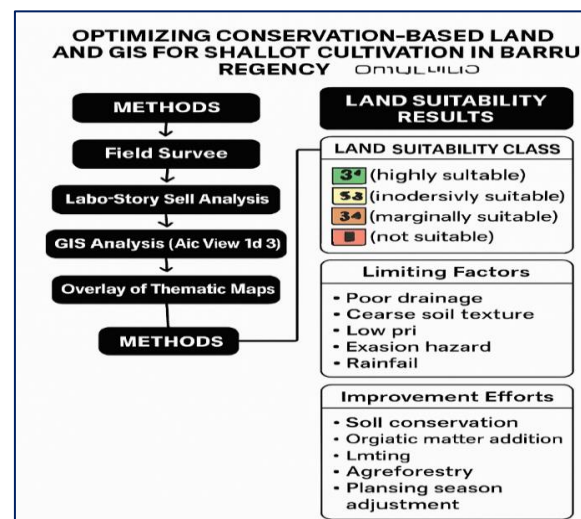 OPTIMIZING CONSERVATION-BASED LAND
AND GIS FOR SHALLOT CULTIVATION IN BARRU
REGENCY
METHODS
Field Survee
Labo-Story Sell Analysis
GIS Analysis (Aic View 1d 3)
Overlay of Thematic Maps
METHODS
LAND SUITABILITY
RESULTS
LAND SUITABILITY CLASS
(highly sultable)
(inodersivly suitable)
(marginally suitable)
(not suitable)
Limiting Factors
• Poor drainage
• Cearse soil texture
• Low pri
• Exasion hazard
• Rainfail
Improvement Efforts
• Soll conservation
• Orgiatic matter addition
• Lmting
• Agreforestry
• Plansing season
adjustment